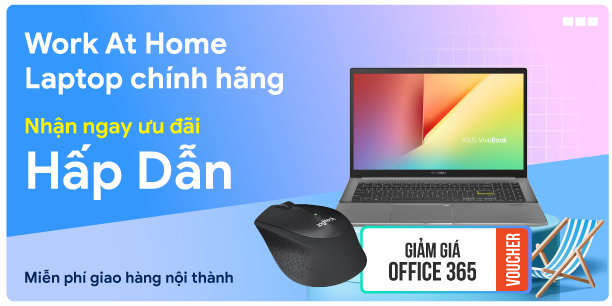 Work At Home
Laptop chính hãng
Nhận ngay ưu đãi
Hấp Dẫn
ASUS VivoBook
logitech
GIẢM GIÁ
OFFICE 365
VOUCHER
Miễn phí giao hàng nội thành